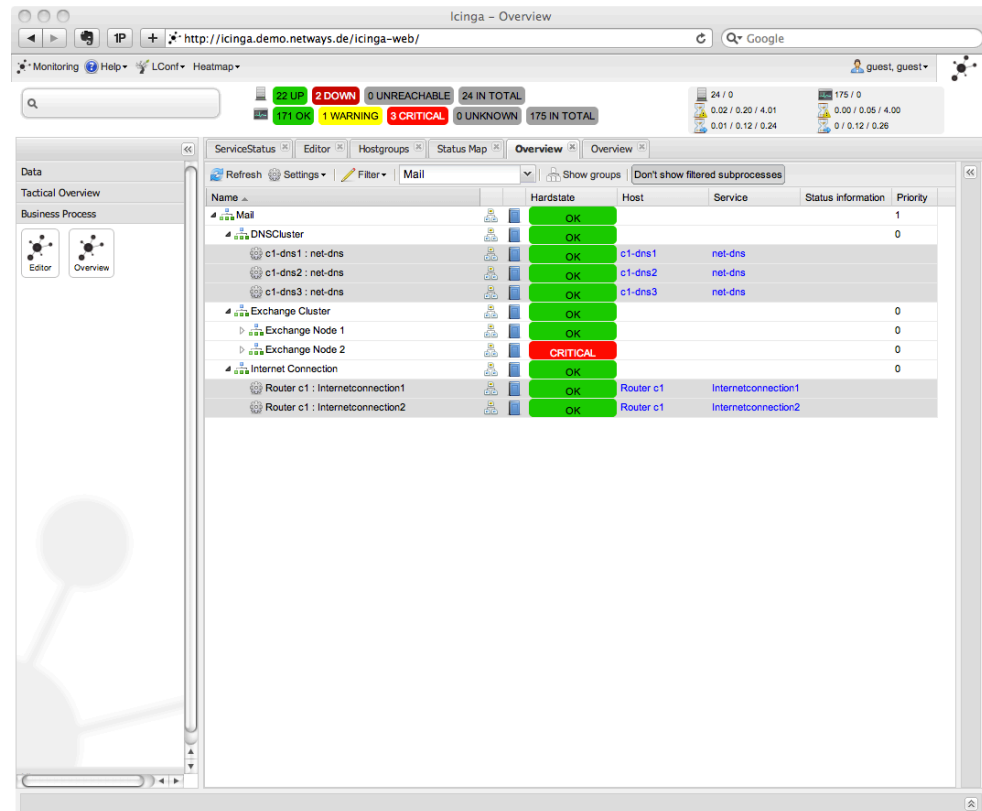 Icinga – Overview
1P + http://icinga.demo.netways.de/icinga-web/ Google
Monitoring Help LConf Heatmap guest, guest
22 UP 2 DOWN 0 UNREACHABLE 24 IN TOTAL 24 / 0 175 / 0
0.02 / 0.20 / 4.01 0.00 / 0.05 / 4.00
171 OK 1 WARNING 3 CRITICAL 0 UNKNOWN 175 IN TOTAL 0.01 / 0.12 / 0.24 0 / 0.12 / 0.26
ServiceStatus Editor Hostgroups Status Map Overview Overview
Data
Tactical Overview
Business Process
Editor Overview
Refresh Settings Filter Mail Show groups Don't show filtered subprocesses
Name Hardstate Host Service Status information Priority
Mail OK 1
DNSCluster OK 0
c1-dns1 : net-dns OK c1-dns1 net-dns
c1-dns2 : net-dns OK c1-dns2 net-dns
c1-dns3 : net-dns OK c1-dns3 net-dns
Exchange Cluster OK 0
Exchange Node 1 OK 0
Exchange Node 2 CRITICAL 0
Internet Connection OK 0
Router c1 : Internetconnection1 OK Router c1 Internetconnection1
Router c1 : Internetconnection2 OK Router c1 Internetconnection2